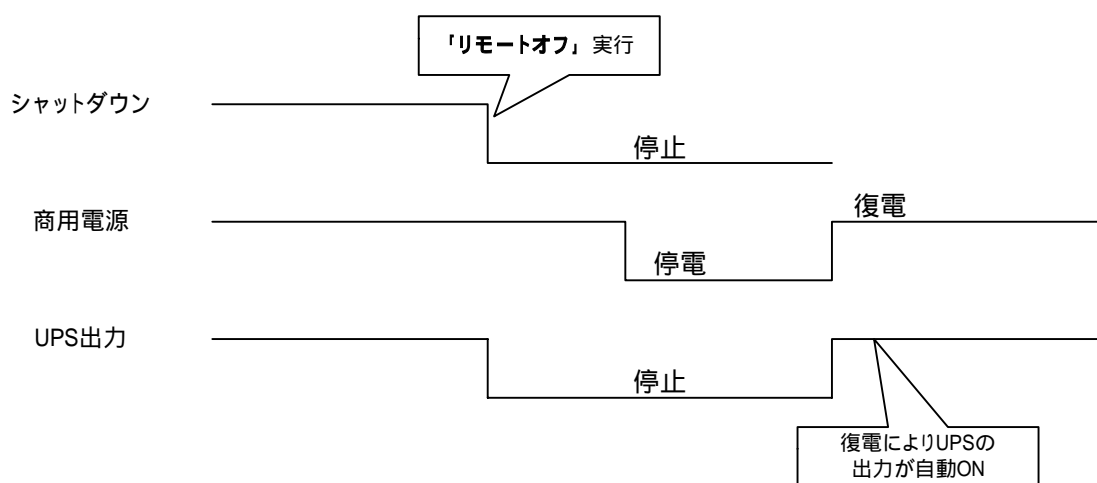 「リモートオフ」実行
シャットダウン
停止
商用電源
復電
停電
UPS出力
停止
復電によりUPSの
出力が自動ON